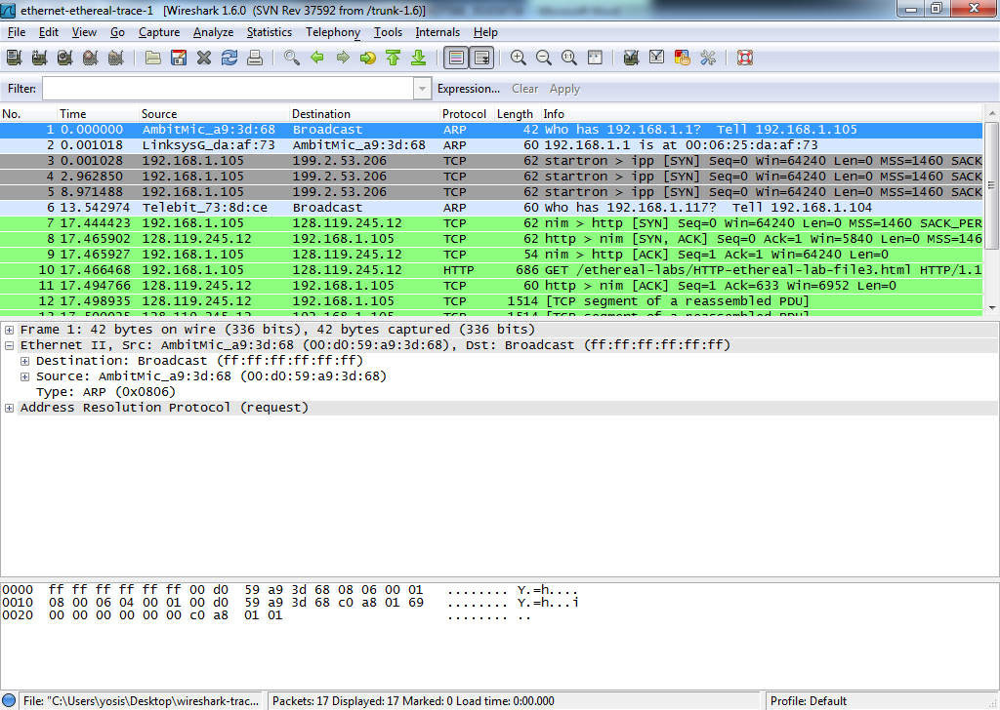 ethernet-ethereal-trace-1 [Wireshark 1.6.0 (SVN Rev 37592 from /trunk-1.6)]
File Edit View Go Capture Analyze Statistics Telephony Tools Internals Help
Filter: Expression... Clear Apply
No. Time Source Destination Protocol Length Info
1 0.000000 AmbitMic_a9:3d:68 Broadcast ARP 42 Who has 192.168.1.1? Tell 192.168.1.105
2 0.001018 LinksysG_da:af:73 AmbitMic_a9:3d:68 ARP 60 192.168.1.1 is at 00:06:25:da:af:73
3 0.001028 192.168.1.105 199.2.53.206 TCP 62 startron > ipp [SYN] Seq=0 Win=64240 Len=0 MSS=1460 SACK
4 2.962850 192.168.1.105 199.2.53.206 TCP 62 startron > ipp [SYN] Seq=0 Win=64240 Len=0 MSS=1460 SACK
5 8.971488 192.168.1.105 199.2.53.206 TCP 62 startron > ipp [SYN] Seq=0 Win=64240 Len=0 MSS=1460 SACK
6 13.542974 Telebit_73:8d:ce Broadcast ARP 60 Who has 192.168.1.117? Tell 192.168.1.104
7 17.444423 192.168.1.105 128.119.245.12 TCP 62 nim > http [SYN] Seq=0 Win=64240 Len=0 MSS=1460 SACK_PER
8 17.465902 128.119.245.12 192.168.1.105 TCP 62 http > nim [SYN, ACK] Seq=0 Ack=1 Win=5840 Len=0 MSS=146
9 17.465927 192.168.1.105 128.119.245.12 TCP 54 nim > http [ACK] Seq=1 Ack=1 Win=64240 Len=0
10 17.466468 192.168.1.105 128.119.245.12 HTTP 686 GET /ethereal-labs/HTTP-ethereal-lab-file3.html HTTP/1.1
11 17.494766 128.119.245.12 192.168.1.105 TCP 60 http > nim [ACK] Seq=1 Ack=633 Win=6952 Len=0
12 17.498935 128.119.245.12 192.168.1.105 TCP 1514 [TCP segment of a reassembled PDU]
Frame 1: 42 bytes on wire (336 bits), 42 bytes captured (336 bits)
Ethernet II, Src: AmbitMic_a9:3d:68 (00:d0:59:a9:3d:68), Dst: Broadcast (ff:ff:ff:ff:ff:ff)
Destination: Broadcast (ff:ff:ff:ff:ff:ff)
Source: AmbitMic_a9:3d:68 (00:d0:59:a9:3d:68)
Type: ARP (0x0806)
Address Resolution Protocol (request)
0000 ff ff ff ff ff ff 00 d0 59 a9 3d 68 08 06 00 01 ........ Y.=h....
0010 08 00 06 04 00 01 00 d0 59 a9 3d 68 c0 a8 01 69 ........ Y.=h...i
0020 00 00 00 00 00 00 c0 a8 01 01 ........ ..
File: "C:\Users\yosis\Desktop\wireshark-trac... Packets: 17 Displayed: 17 Marked: 0 Load time: 0:00.000 Profile: Default